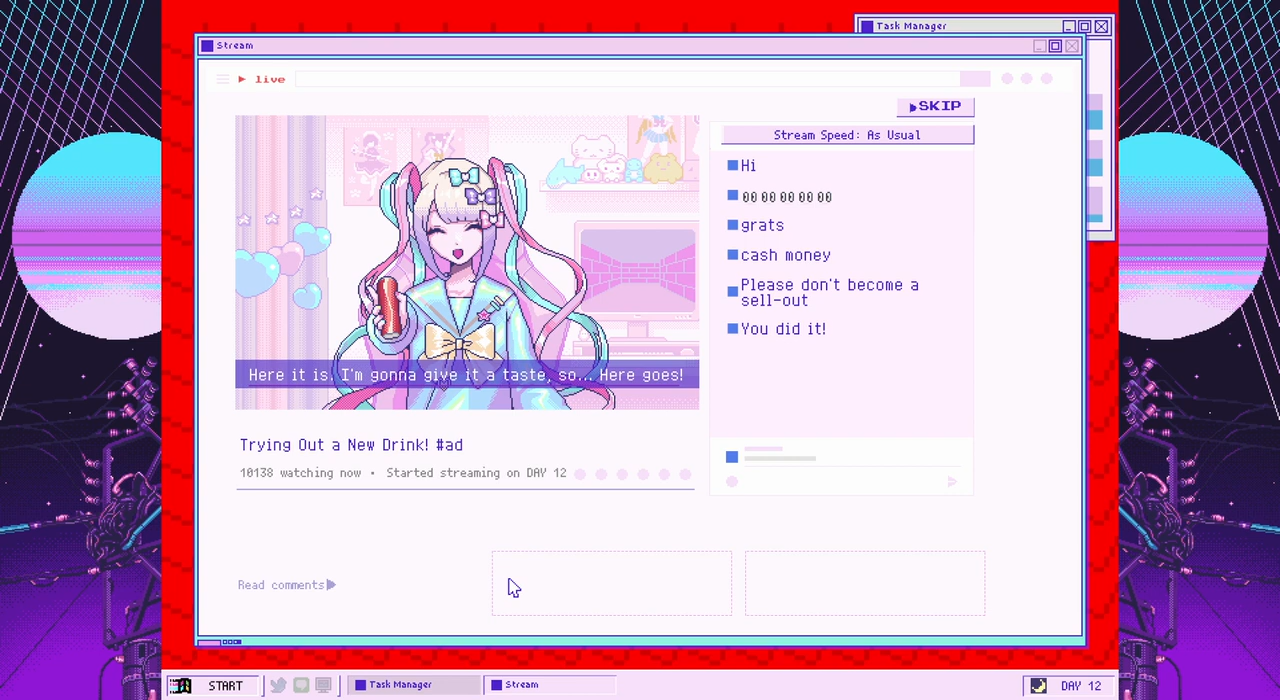 Task Manager
Stream
live
SKIP
Stream Speed: As Usual
Hi
00 00 00 00 00
grats
cash money
Please don't become a
sell-out
You did it!
Here it is. I'm gonna give it a taste, so... Here goes!
Trying Out a New Drink! #ad
10138 watching now • Started streaming on DAY 12
Read comments
START
Task Manager
Stream
DAY 12